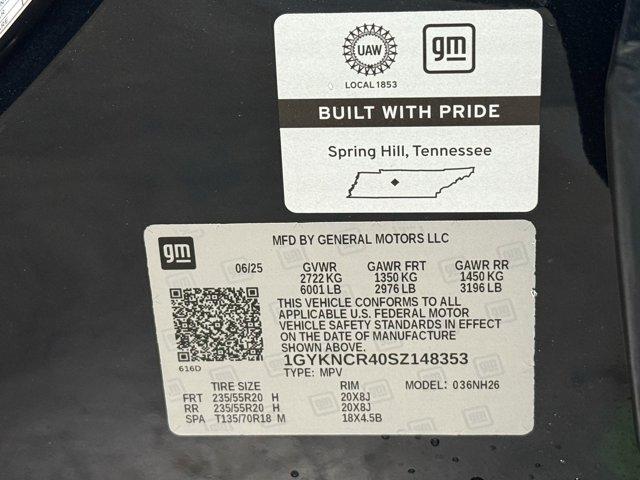 UAW
LOCAL 1853
gm
BUILT WITH PRIDE
Spring Hill, Tennessee
gm
MFD BY GENERAL MOTORS LLC
06/25 GVWR GAWR FRT GAWR RR
2722 KG 1350 KG 1450 KG
6001 LB 2976 LB 3196 LB
THIS VEHICLE CONFORMS TO ALL
APPLICABLE U.S. FEDERAL MOTOR
VEHICLE SAFETY STANDARDS IN EFFECT
ON THE DATE OF MANUFACTURE
SHOWN ABOVE.
616D
1GYKNCR40SZ148353
TYPE: MPV
TIRE SIZE RIM MODEL: 036NH26
FRT 235/55R20 H 20X8J
RR 235/55R20 H 20X8J
SPA T135/70R18 M 18X4.5B